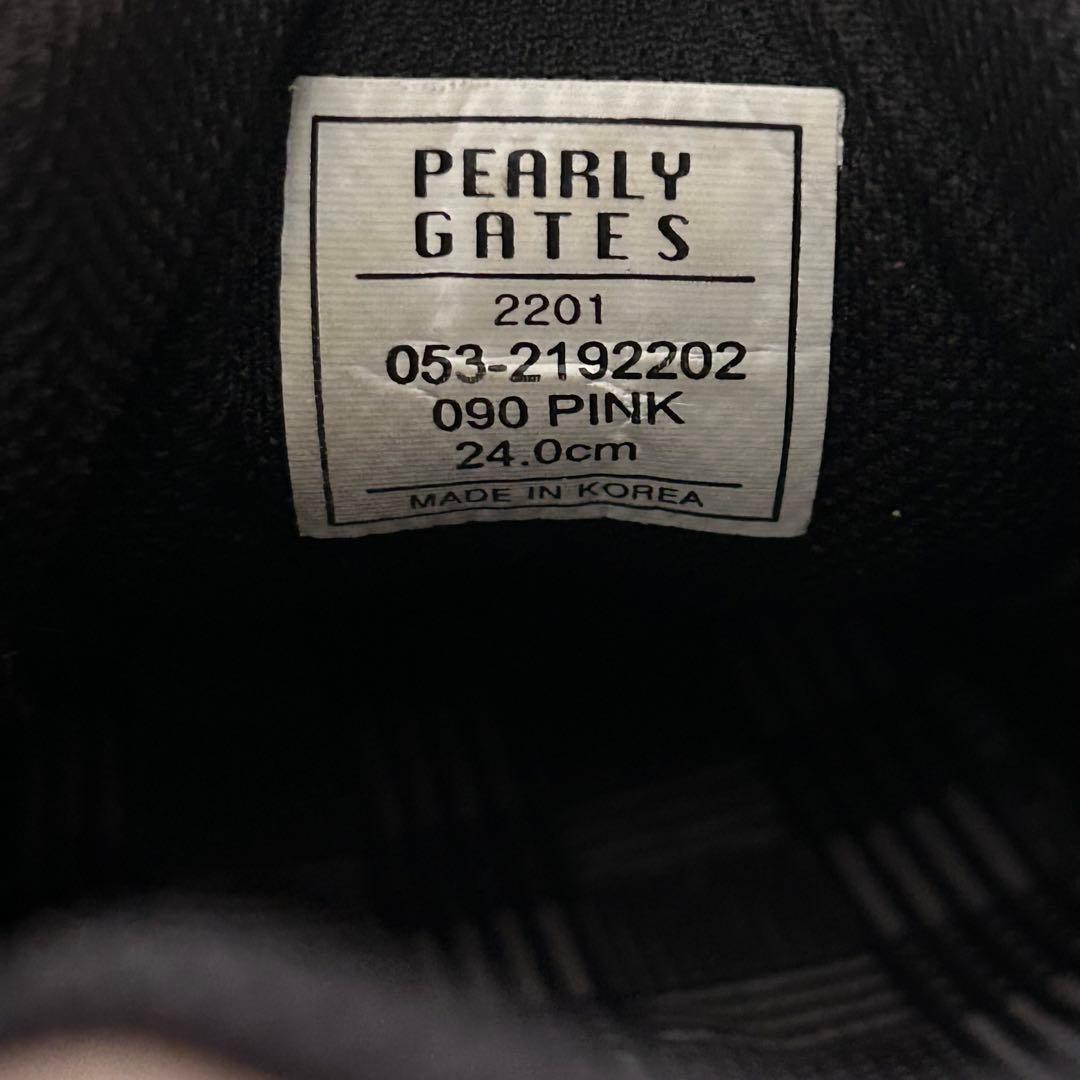 PEARLY
GATES
2201
053-2192202
090 PINK
24.0cm
MADE IN KOREA